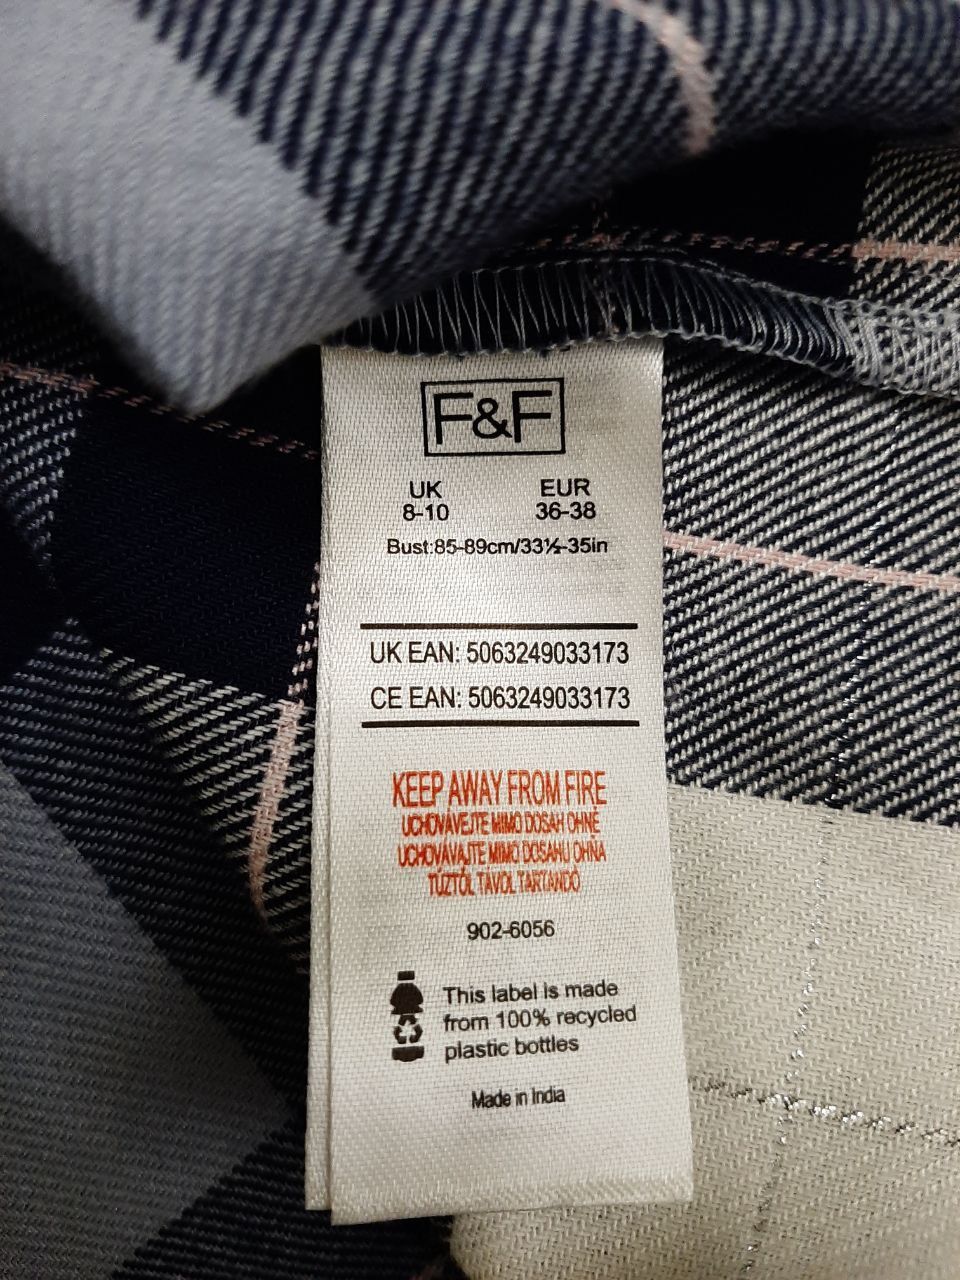 F&F
UK EUR
8-10 36-38
Bust:85-89cm/33½-35in
UK EAN: 5063249033173
CE EAN: 5063249033173
KEEP AWAY FROM FIRE
UCHOVÁVEJTE MIMO DOSAH OHNĚ
UCHOVÁVAJTE MIMO DOSAHU OHŇA
TŰZTŐL TÁVOL TARTANDÓ
902-6056
This label is made
from 100% recycled
plastic bottles
Made in India